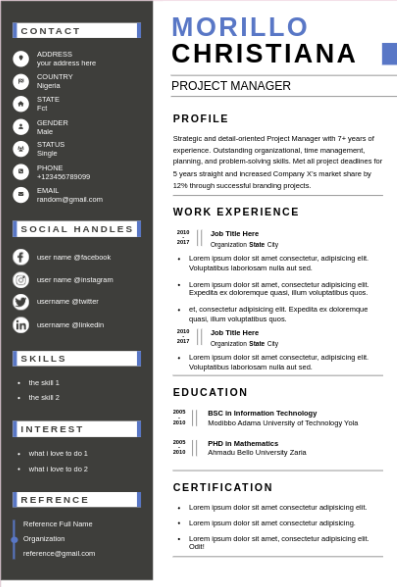 CONTACT
ADDRESS
your address here
COUNTRY
Nigeria
STATE
Fct
GENDER
Male
STATUS
Single
PHONE
+123456789099
EMAIL
random@gmail.com
SOCIAL HANDLES
user name @facebook
user name @instagram
username @twitter
username @linkedin
SKILLS
the skill 1
the skill 2
INTEREST
what i love to do 1
what i love to do 2
REFRENCE
Reference Full Name
Organization
reference@gmail.com
MORILLO
CHRISTIANA
PROJECT MANAGER
PROFILE
Strategic and detail-oriented Project Manager with 7+ years of
experience. Outstanding organizational, time management,
planning, and problem-solving skills. Met all project deadlines for
5 years straight and increased Company X's market share by
12% through successful branding projects.
WORK EXPERIENCE
2010
-
2017
Job Title Here
Organization State City
Lorem ipsum dolor sit amet consectetur, adipisicing elit.
Voluptatibus laboriosam nulla aut sed.
Lorem ipsum dolor sit amet, consectetur adipisicing elit.
Expedita ex doloremque quasi, illum voluptatibus quos.
et, consectetur adipisicing elit. Expedita ex doloremque
quasi, illum voluptatibus quos.
2010
-
2017
Job Title Here
Organization State City
Lorem ipsum dolor sit amet consectetur, adipisicing elit.
Voluptatibus laboriosam nulla aut sed.
EDUCATION
2005
-
2010
BSC in Information Technology
Modibbo Adama University of Technology Yola
2005
-
2010
PHD in Mathematics
Ahmadu Bello University Zaria
CERTIFICATION
Lorem ipsum dolor sit amet consectetur adipisicing elit.
Lorem ipsum dolor sit amet consectetur adipisicing.
Lorem ipsum dolor sit amet, consectetur adipisicing elit.
Odit!